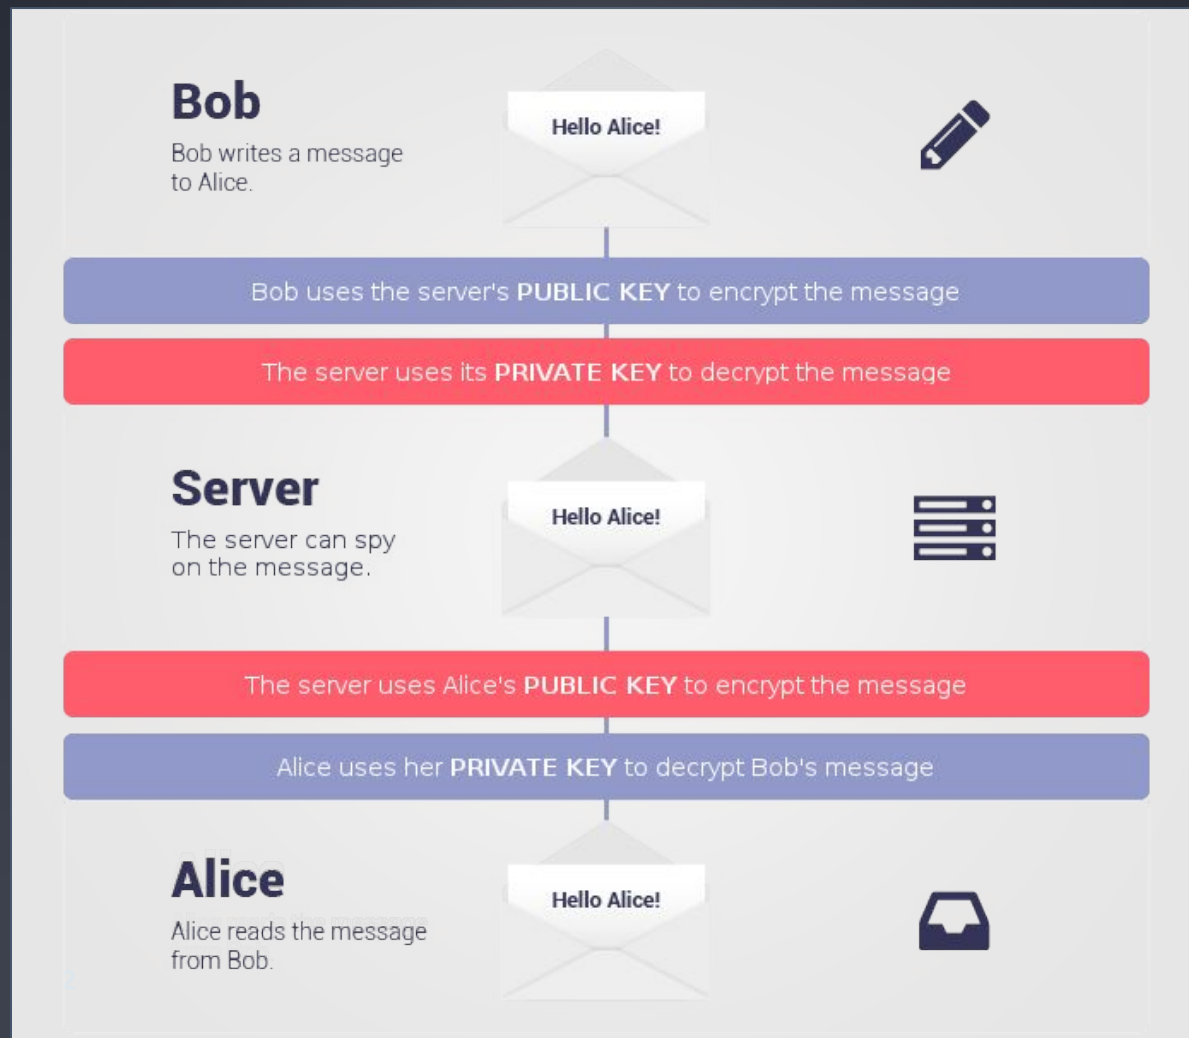 Bob
Bob writes a message
to Alice.
Hello Alice!
Bob uses the server's PUBLIC KEY to encrypt the message
The server uses its PRIVATE KEY to decrypt the message
Server
The server can spy
on the message.
Hello Alice!
The server uses Alice's PUBLIC KEY to encrypt the message
Alice uses her PRIVATE KEY to decrypt Bob's message
Alice
Alice reads the message
from Bob.
Hello Alice!